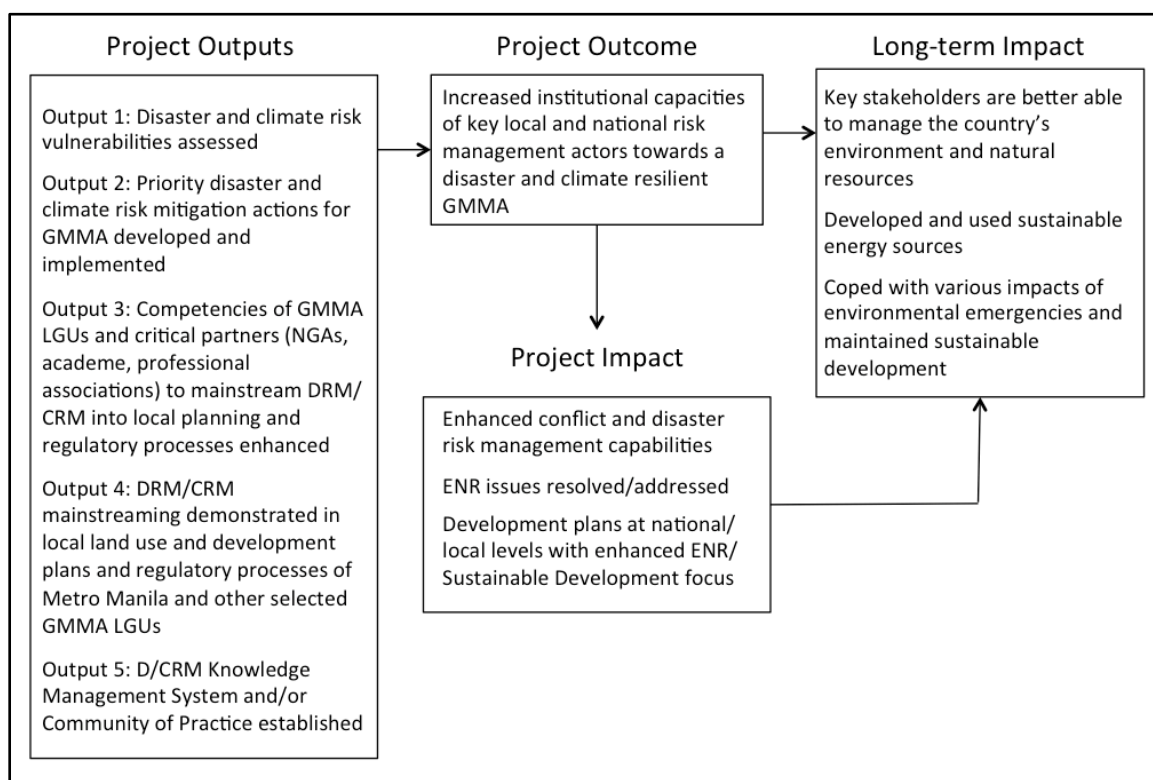 Project Outputs
Output 1: Disaster and climate risk
vulnerabilities assessed
Output 2: Priority disaster and
climate risk mitigation actions for
GMMA developed and
implemented
Output 3: Competencies of GMMA
LGUs and critical partners (NGAs,
academe, professional
associations) to mainstream DRM/
CRM into local planning and
regulatory processes enhanced
Output 4: DRM/CRM
mainstreaming demonstrated in
local land use and development
plans and regulatory processes of
Metro Manila and other selected
GMMA LGUs
Output 5: D/CRM Knowledge
Management System and/or
Community of Practice established
Project Outcome
Increased institutional capacities
of key local and national risk
management actors towards a
disaster and climate resilient
GMMA
Project Impact
Enhanced conflict and disaster
risk management capabilities
ENR issues resolved/addressed
Development plans at national/
local levels with enhanced ENR/
Sustainable Development focus
Long-term Impact
Key stakeholders are better able
to manage the country's
environment and natural
resources
Developed and used sustainable
energy sources
Coped with various impacts of
environmental emergencies and
maintained sustainable
development